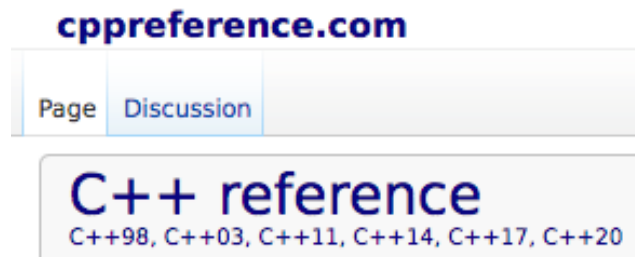 cppreference.com
Page Discussion
C++ reference
C++98, C++03, C++11, C++14, C++17, C++20